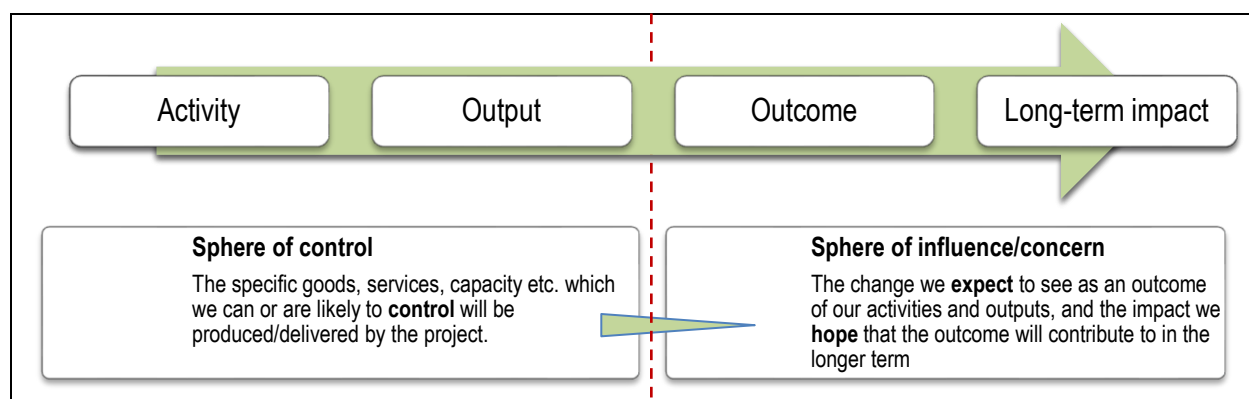 Activity
Output
Outcome
Long-term impact
Sphere of control
The specific goods, services, capacity etc. which
we can or are likely to control will be
produced/delivered by the project.
Sphere of influence/concern
The change we expect to see as an outcome
of our activities and outputs, and the impact we
hope that the outcome will contribute to in the
longer term